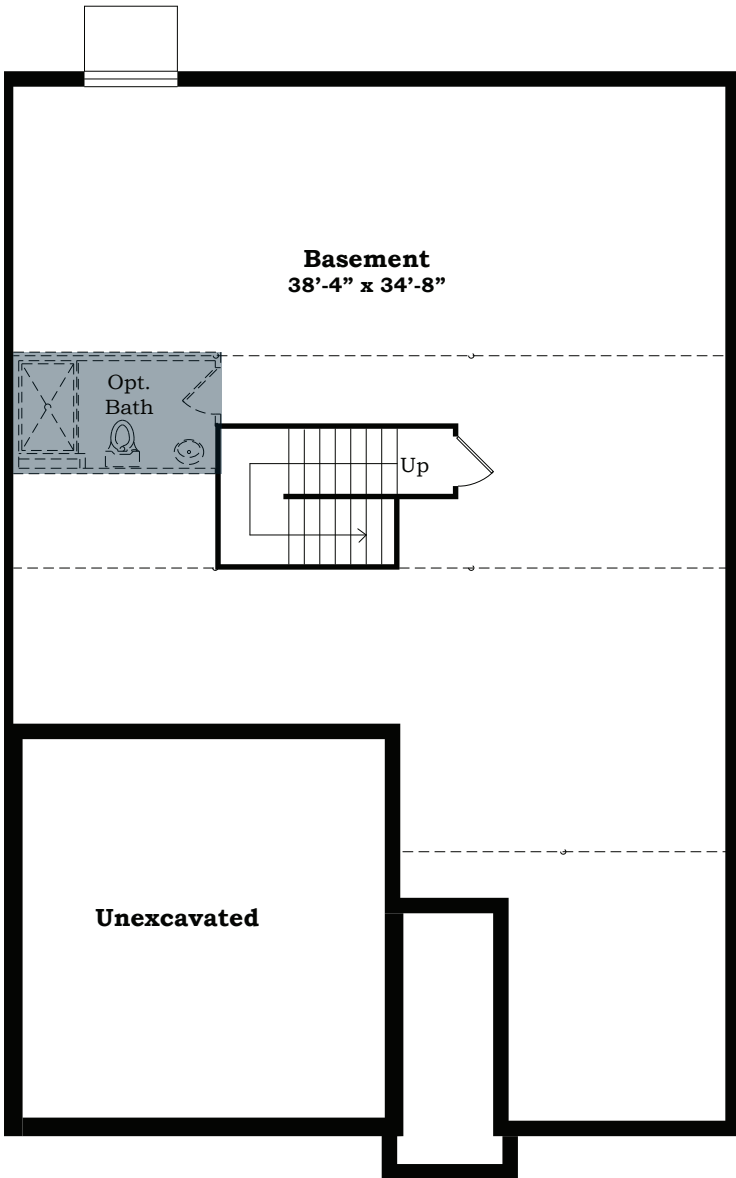 Basement
38’-4” x 34’-8”
Opt.
Bath
Up
Unexcavated